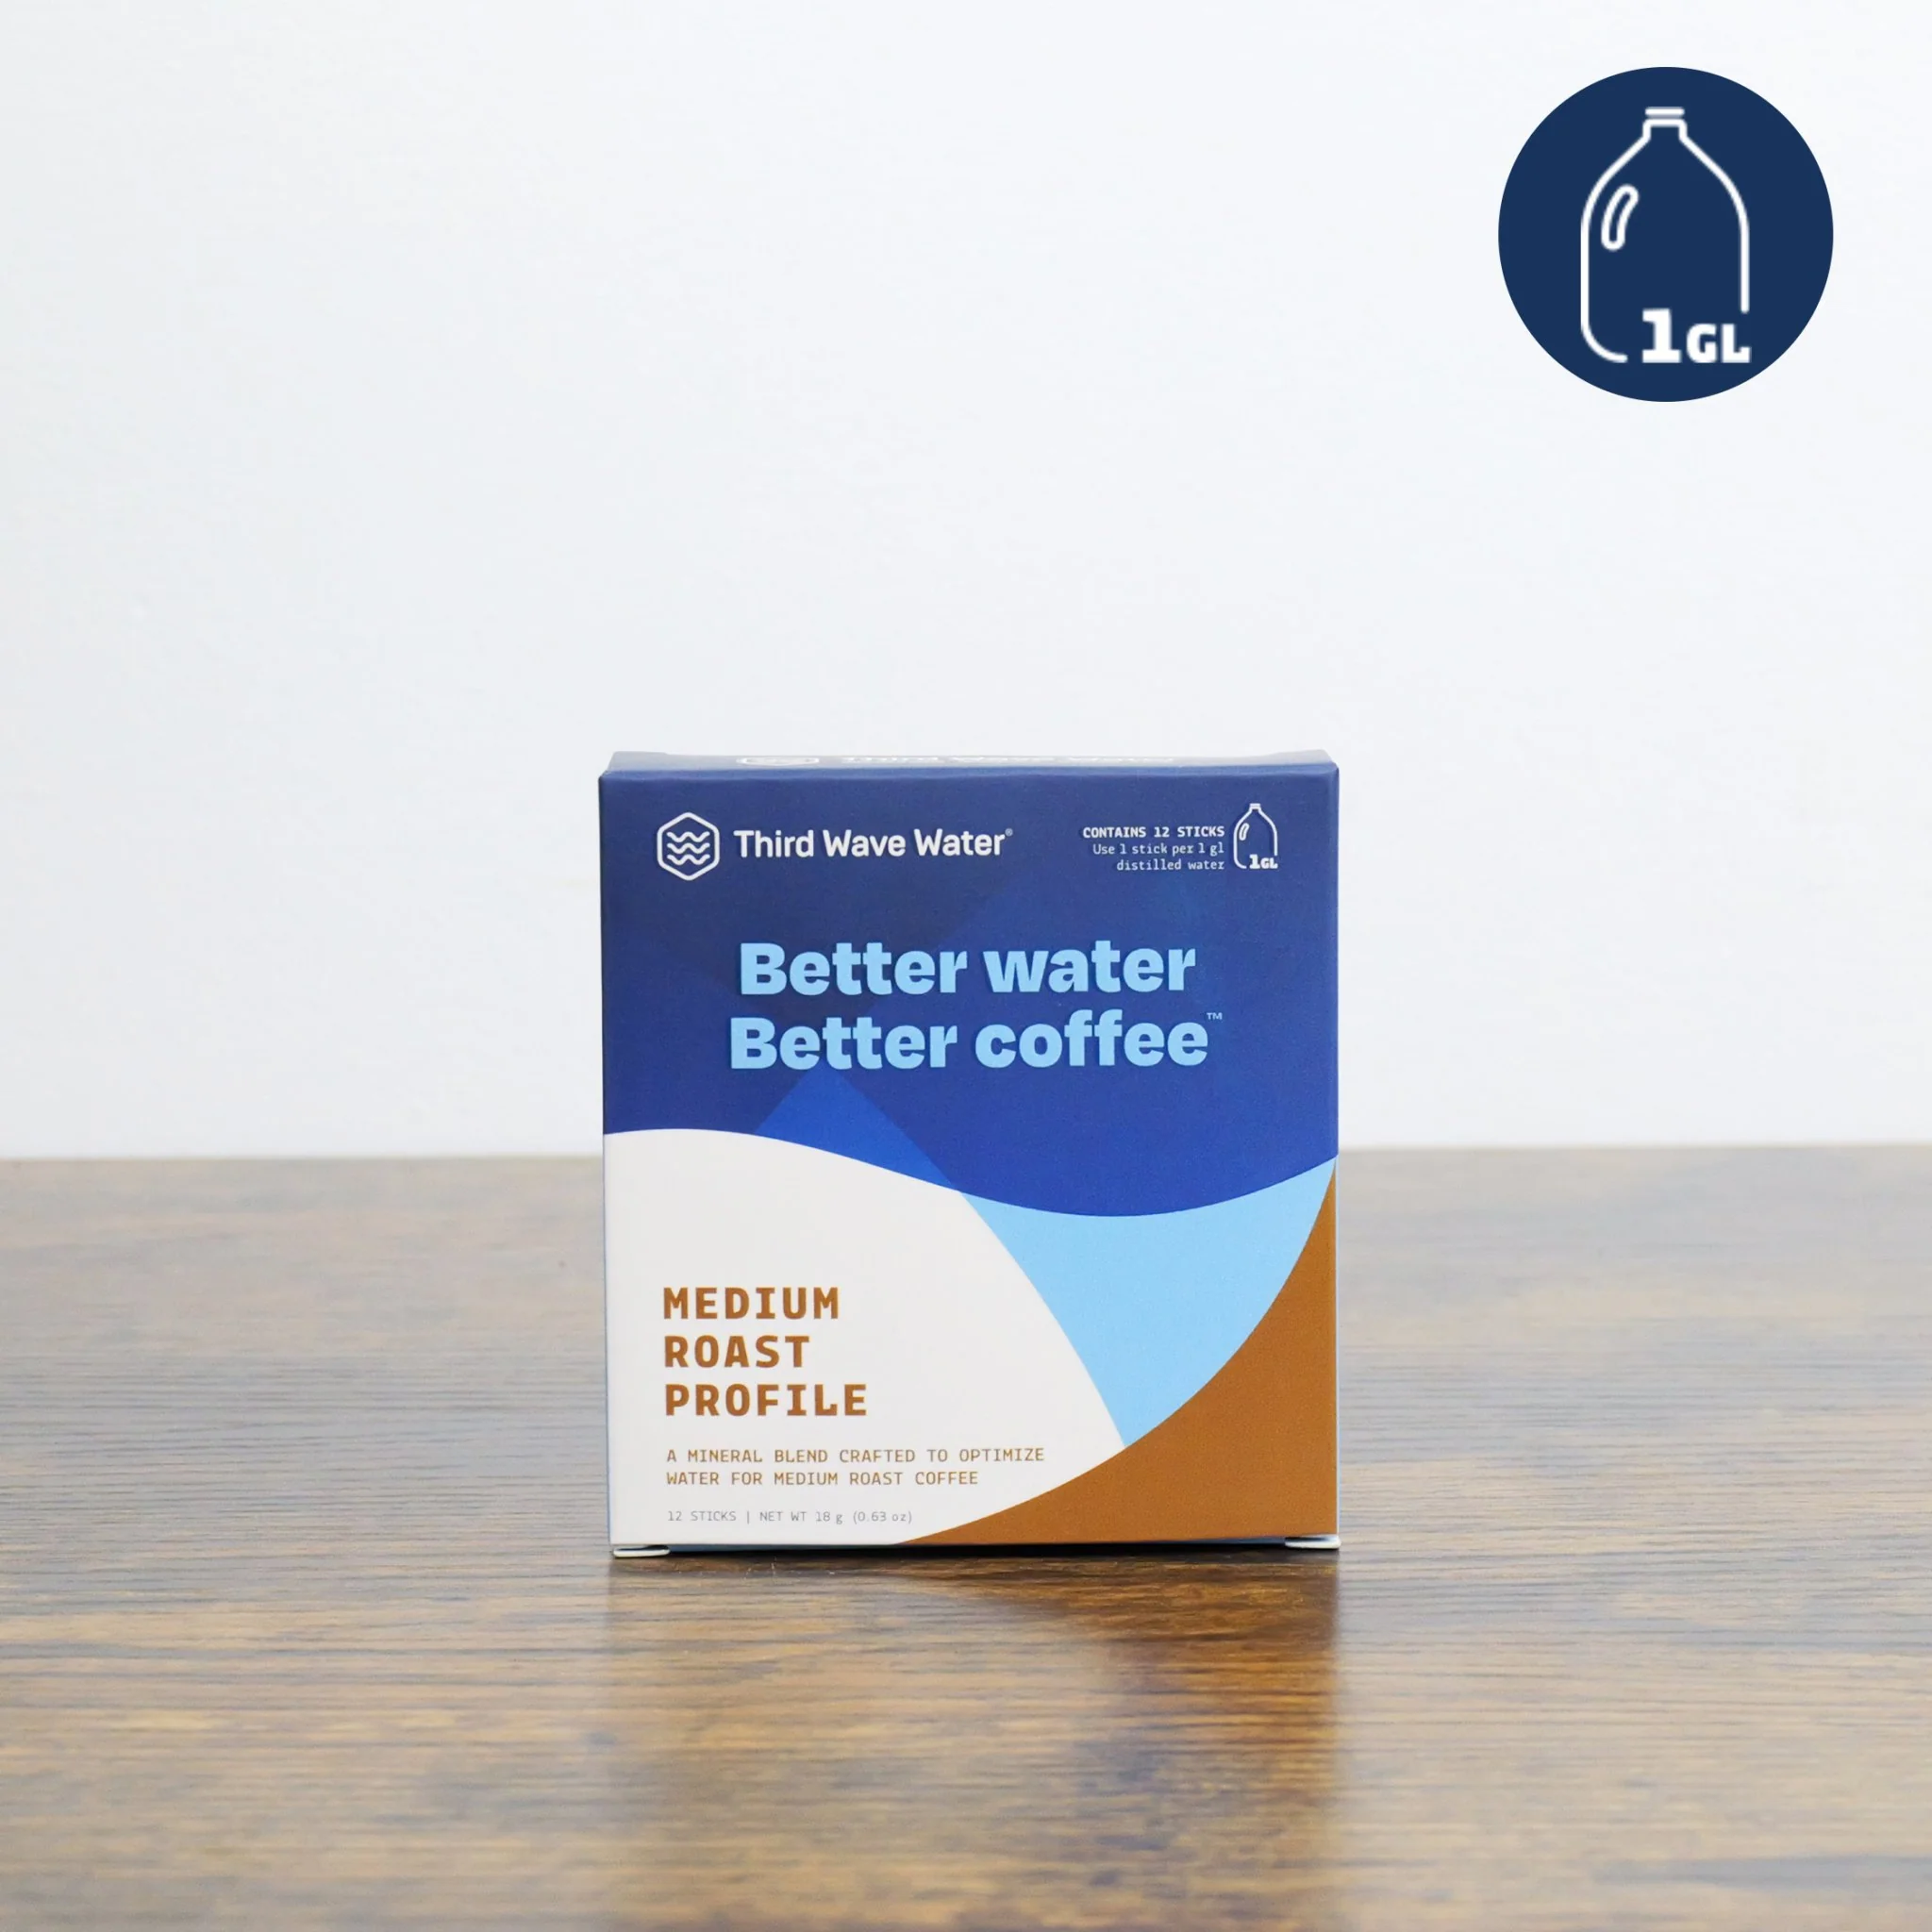 1GL
Third Wave Water®
CONTAINS 12 STICKS
Use 1 stick per 1 gl
distilled water
1GL
Better water
Better coffee™
MEDIUM
ROAST
PROFILE
A MINERAL BLEND CRAFTED TO OPTIMIZE
WATER FOR MEDIUM ROAST COFFEE
12 STICKS | NET WT 18 g (0.63 oz)